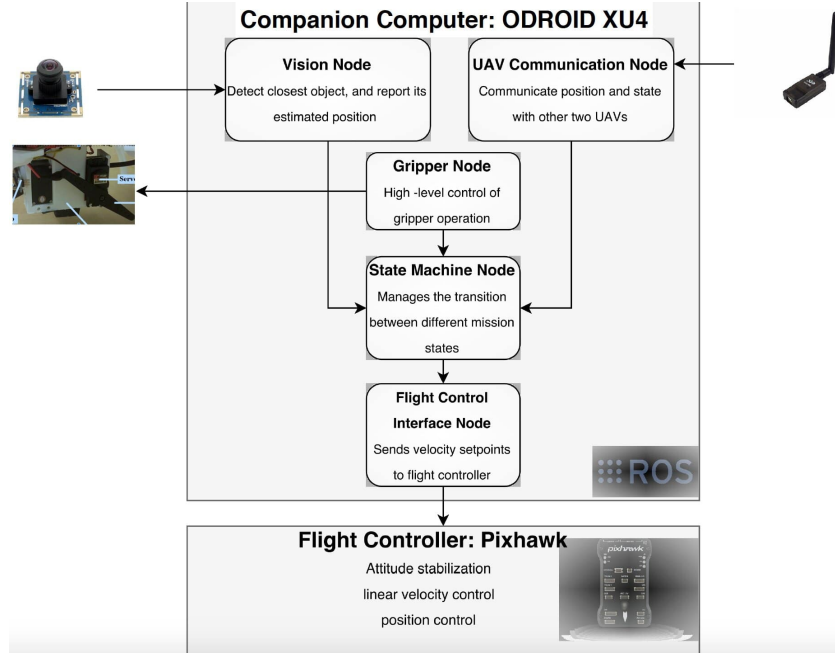 Companion Computer: ODROID XU4
Vision Node
Detect closest object, and report its
estimated position
UAV Communication Node
Communicate position and state
with other two UAVs
Gripper Node
High -level control of
gripper operation
Serv
State Machine Node
Manages the transition
between different mission
states
Flight Control
Interface Node
Sends velocity setpoints
to flight controller
ROS
Flight Controller: Pixhawk
Attitude stabilization
linear velocity control
position control
pixhawk